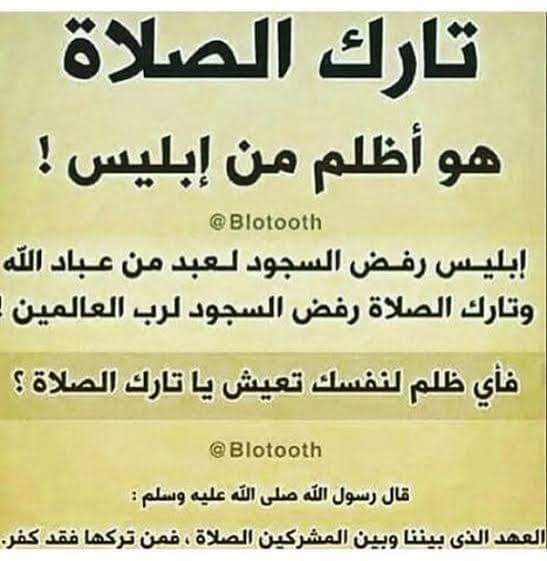 تارك الصلاة
هو أظلم من إبليس !
@Blotooth
إبليس رفض السجود لعبد من عباد الله
وتارك الصلاة رفض السجود لرب العالمين !
فأي ظلم لنفسك تعيش يا تارك الصلاة ؟
@Blotooth
قال رسول الله صلى الله عليه وسلم :
العهد الذي بيننا وبين المشركين الصلاة ، فمن تركها فقد كفر.